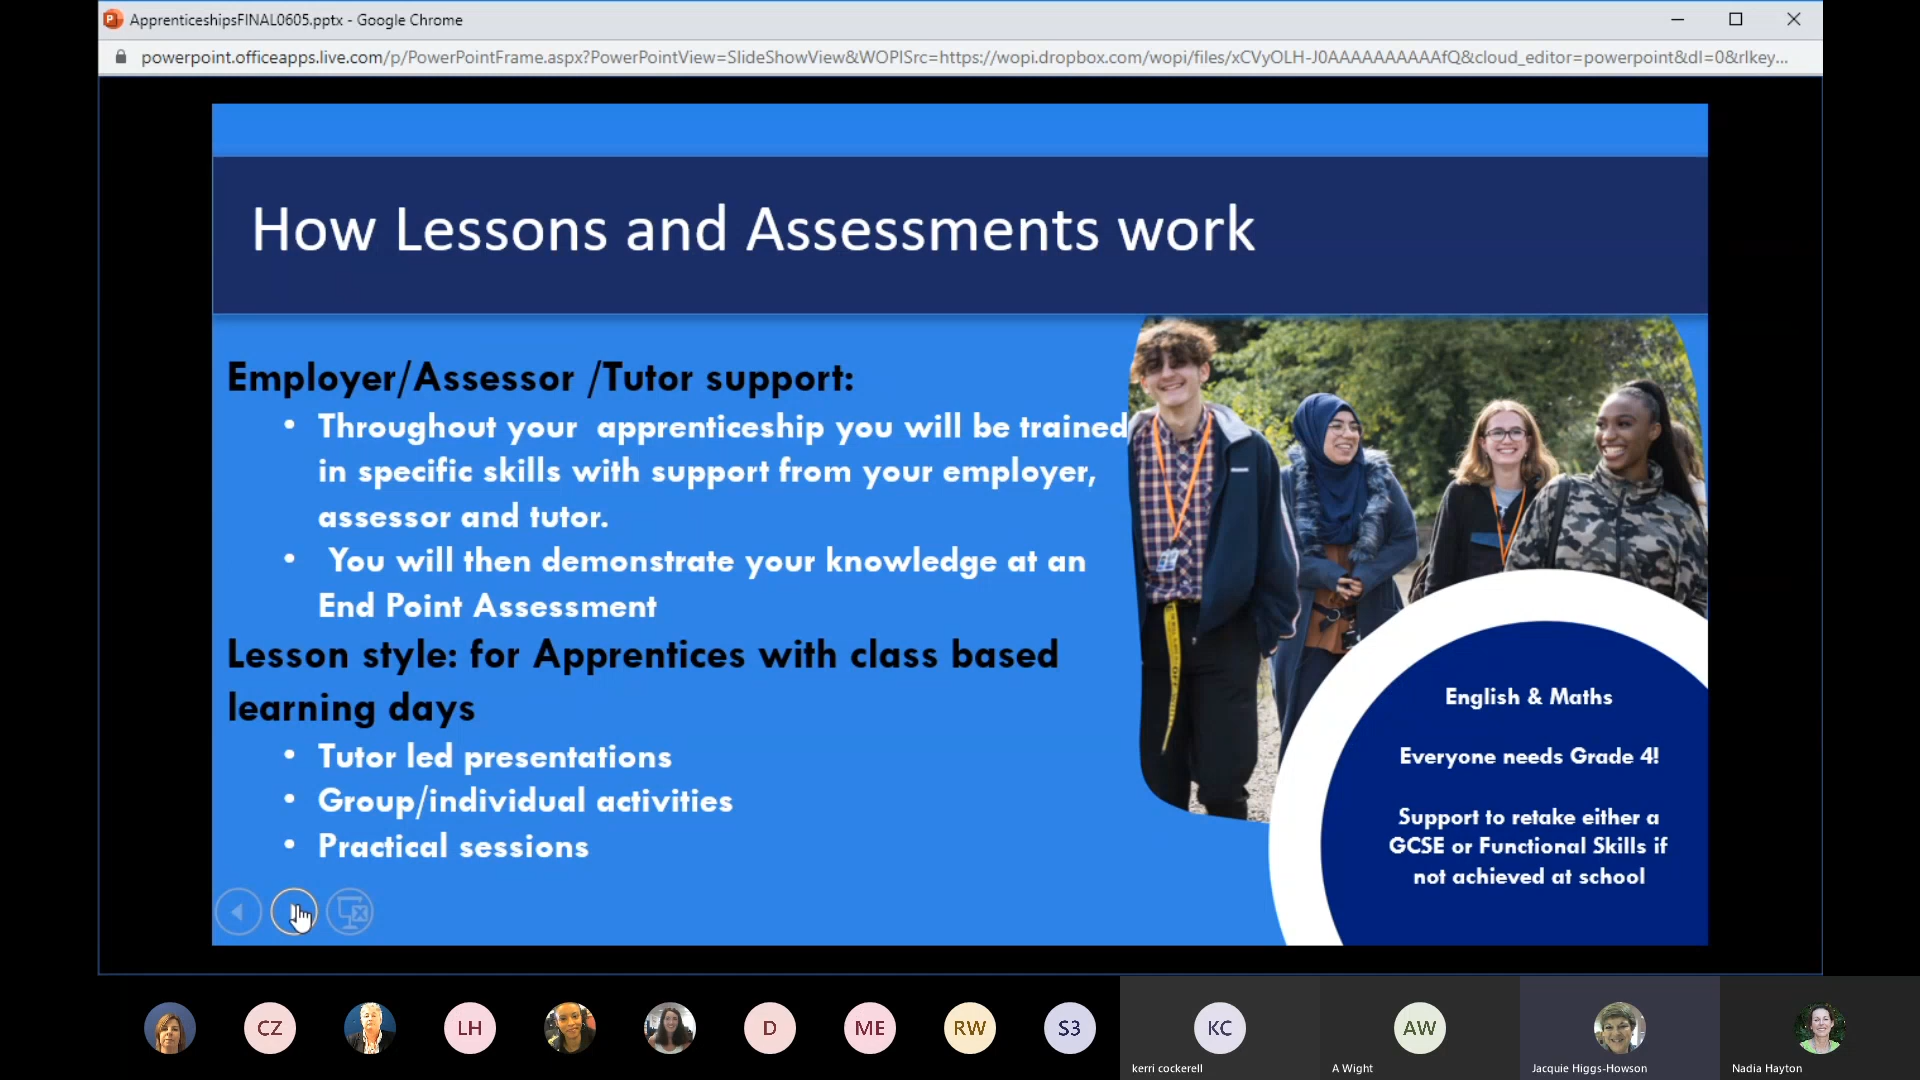 ApprenticeshipsFINAL0605.pptx - Google Chrome
powerpoint.officeapps.live.com/p/PowerPointFrame.aspx?PowerPointView=SlideShowView&WOPISrc=https://wopi.dropbox.com/wopi/files/xCVyOLH-J0AAAAAAAAAAfQ&cloud_editor=powerpoint&dl=0&rlkey...
How Lessons and Assessments work
Employer/Assessor /Tutor support:
• Throughout your apprenticeship you will be trained
in specific skills with support from your employer,
assessor and tutor.
• You will then demonstrate your knowledge at an
End Point Assessment
Lesson style: for Apprentices with class based
learning days
• Tutor led presentations
• Group/individual activities
• Practical sessions
English & Maths
Everyone needs Grade 4!
Support to retake either a
GCSE or Functional Skills if
not achieved at school
CZ
LH
D
ME
RW
S3
KC
AW
kerri cockerell
A Wight
Jacquie Higgs-Howson
Nadia Hayton